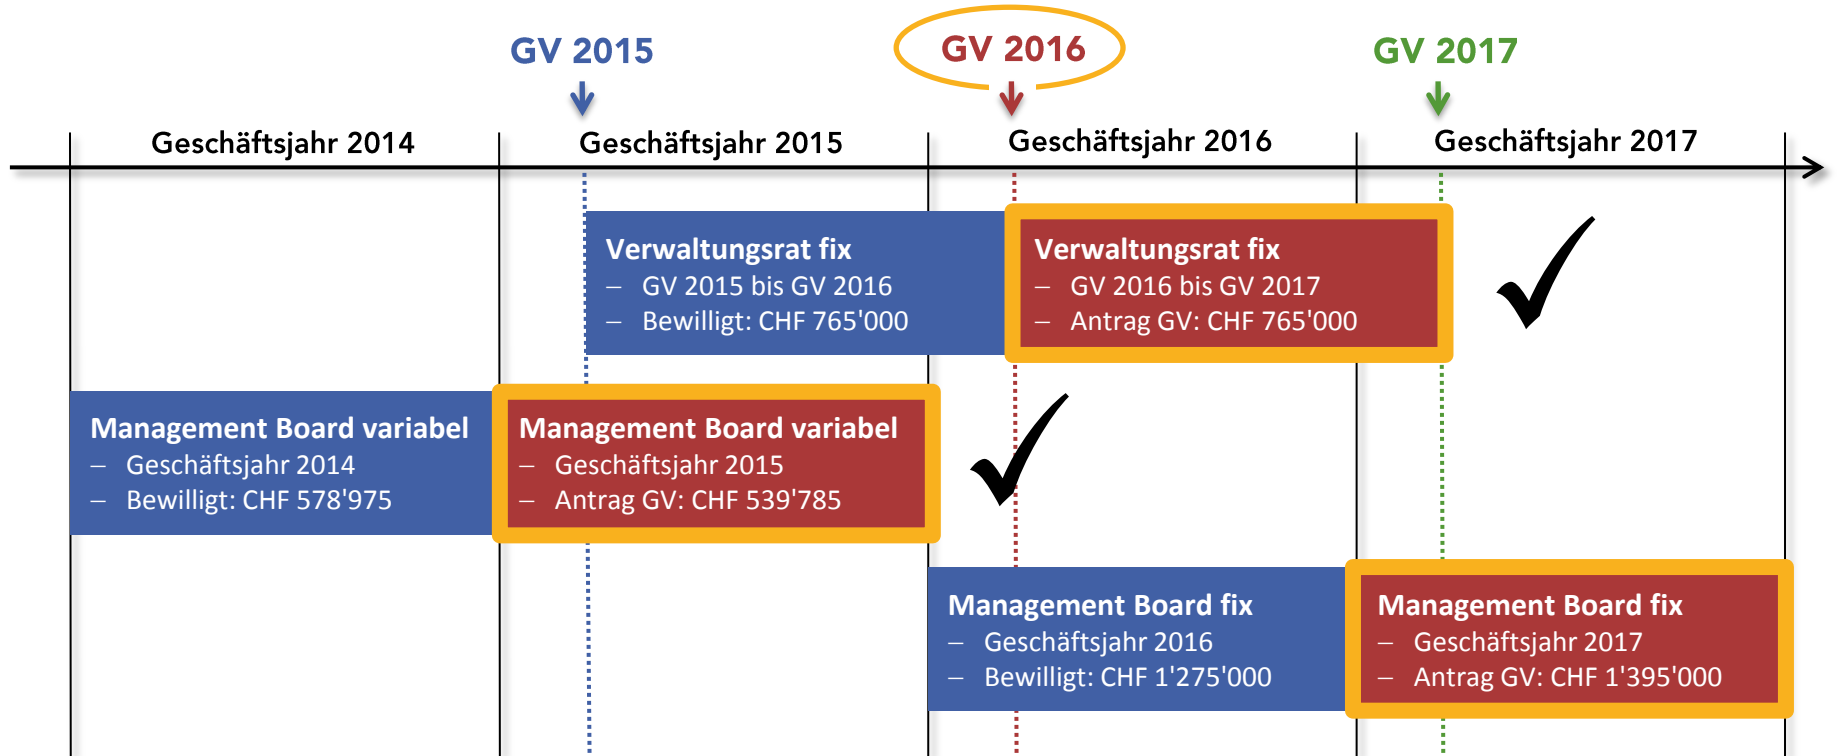 GV 2015
GV 2016
GV 2017
Geschäftsjahr 2014
Geschäftsjahr 2015
Geschäftsjahr 2016
Geschäftsjahr 2017
Verwaltungsrat fix
– GV 2015 bis GV 2016
– Bewilligt: CHF 765'000
Verwaltungsrat fix
– GV 2016 bis GV 2017
– Antrag GV: CHF 765'000
Management Board variabel
– Geschäftsjahr 2014
– Bewilligt: CHF 578'975
Management Board variabel
– Geschäftsjahr 2015
– Antrag GV: CHF 539'785
Management Board fix
– Geschäftsjahr 2016
– Bewilligt: CHF 1'275'000
Management Board fix
– Geschäftsjahr 2017
– Antrag GV: CHF 1'395'000